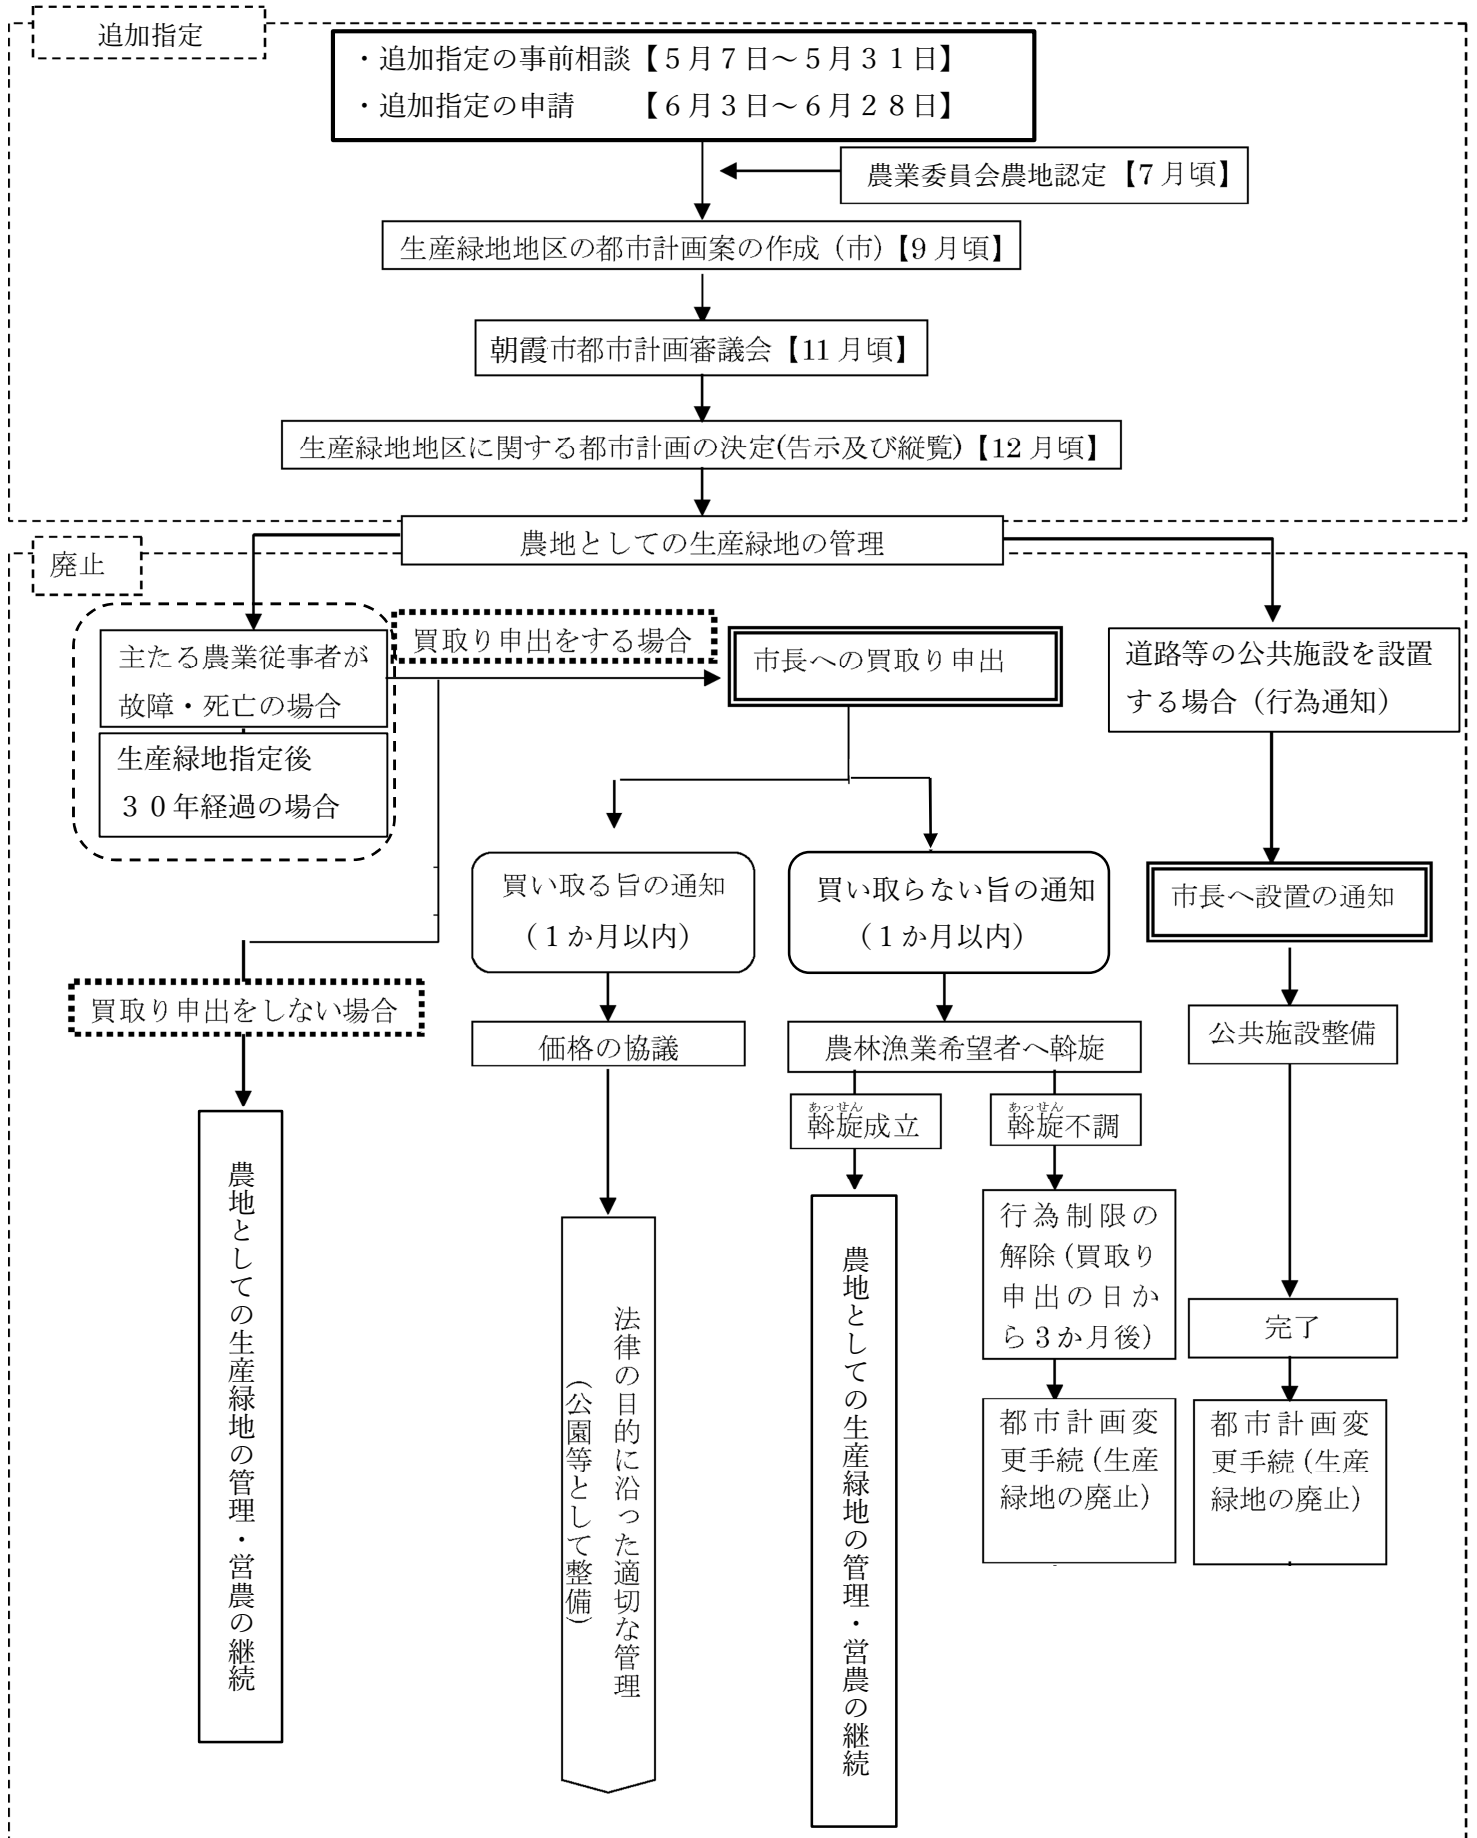 追加指定
・追加指定の事前相談【５月７日～５月３１日】
・追加指定の申請　　【６月３日～６月２８日】
農業委員会農地認定【7 月頃】
生産緑地地区の都市計画案の作成（市）【9 月頃】
朝霞市都市計画審議会【11 月頃】
生産緑地地区に関する都市計画の決定(告示及び縦覧)【12 月頃】
農地としての生産緑地の管理
廃止
主たる農業従事者が
故障・死亡の場合
生産緑地指定後
３０年経過の場合
買取り申出をする場合
市長への買取り申出
道路等の公共施設を設置
する場合（行為通知）
買い取る旨の通知
（１か月以内）
買い取らない旨の通知
（１か月以内）
市長へ設置の通知
買取り申出をしない場合
価格の協議
農林漁業希望者へ斡旋
公共施設整備
あっせん
斡旋成立
あっせん
斡旋不調
農地としての生産緑地の管理・営農の継続
法律の目的に沿った適切な管理
（公園等として整備）
農地としての生産緑地の管理・営農の継続
行為制限の
解除（買取り
申出の日か
ら３か月後）
完了
都市計画変
更手続（生産
緑地の廃止）
都市計画変
更手続（生産
緑地の廃止）